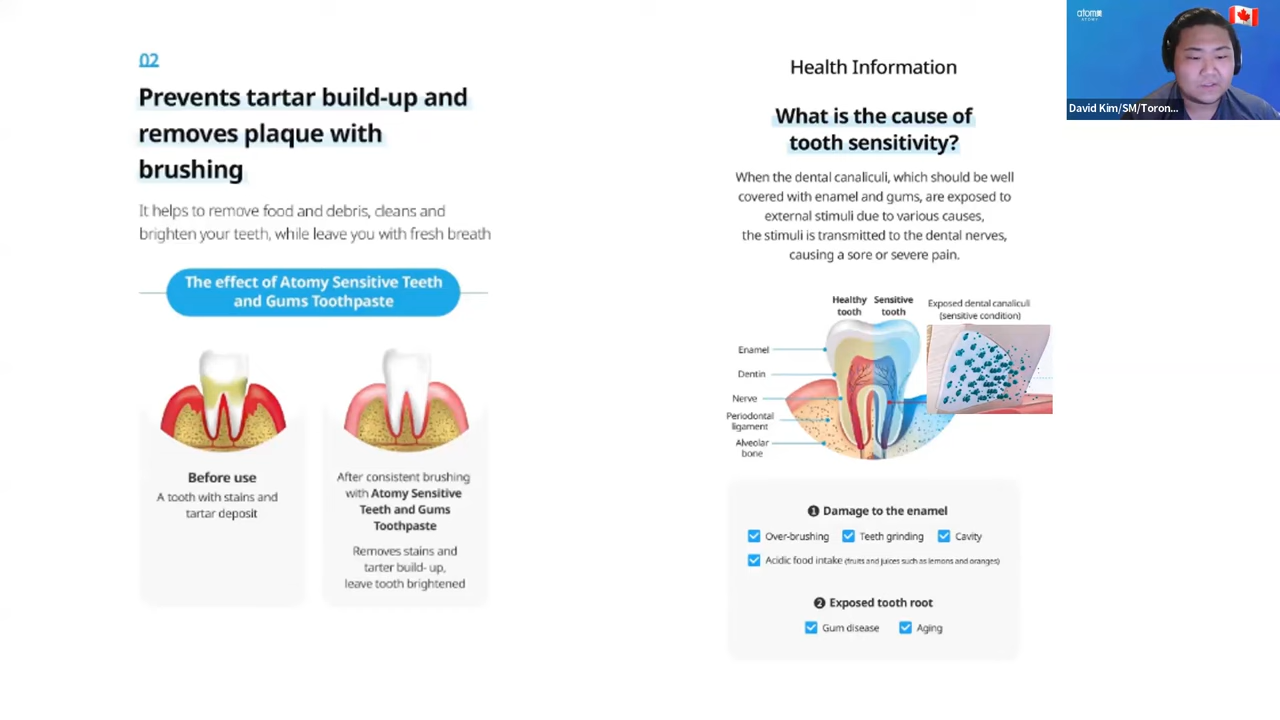 02
Prevents tartar build-up and
removes plaque with
brushing
It helps to remove food and debris, cleans and
brighten your teeth, while leave you with fresh breath
The effect of Atomy Sensitive Teeth
and Gums Toothpaste
Before use
A tooth with stains and
tartar deposit
After consistent brushing
with Atomy Sensitive
Teeth and Gums
Toothpaste
Removes stains and
tarter build- up,
leave tooth brightened
Health Information
What is the cause of
tooth sensitivity?
When the dental canaliculi, which should be well
covered with enamel and gums, are exposed to
external stimuli due to various causes,
the stimuli is transmitted to the dental nerves,
causing a sore or severe pain.
Healthy
tooth
Sensitive
tooth
Exposed dental canaliculi
(sensitive condition)
Enamel
Dentin
Nerve
Periodontal
ligament
Alveolar
bone
❶ Damage to the enamel
Over-brushing
Teeth grinding
Cavity
Acidic food intake (fruits and juices such as lemons and oranges)
❷ Exposed tooth root
Gum disease
Aging
David Kim/SM/Toron...